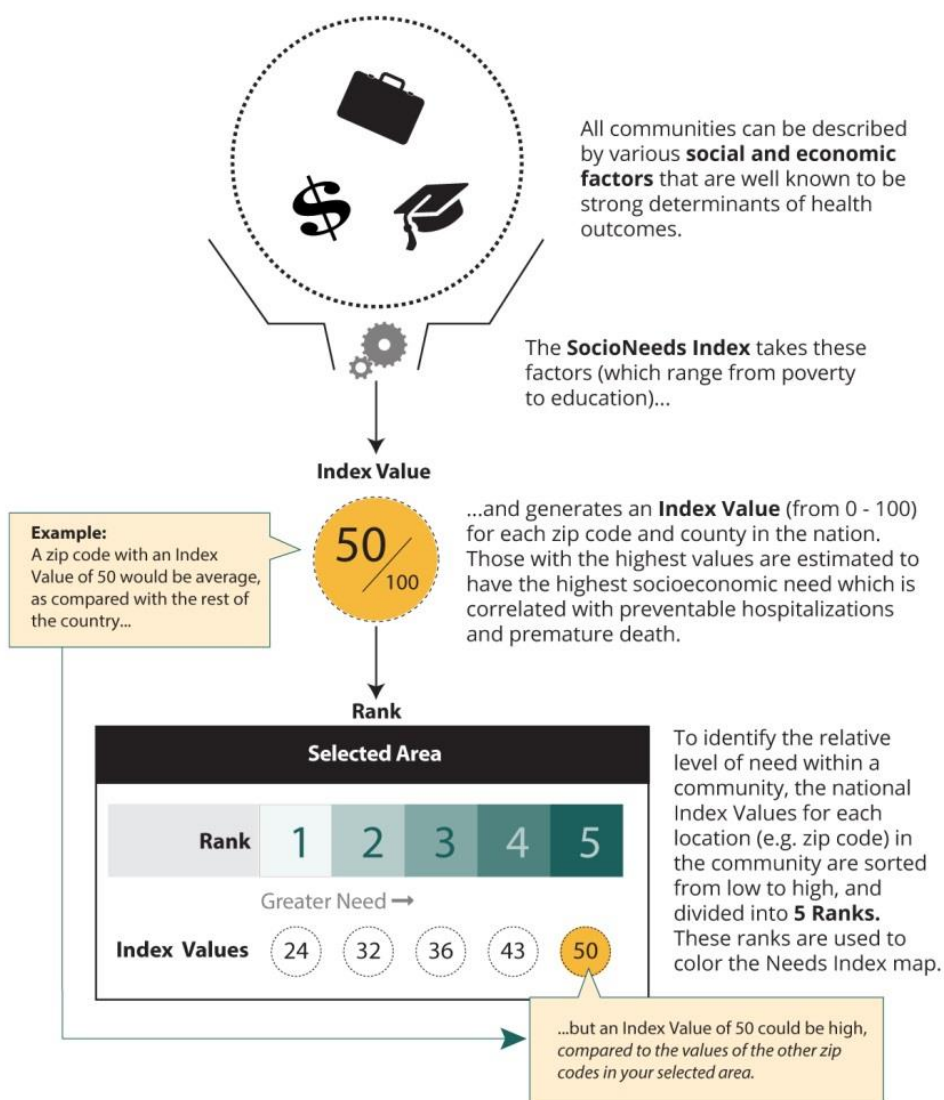 $
All communities can be described
by various social and economic
factors that are well known to be
strong determinants of health
outcomes.
The SocioNeeds Index takes these
factors (which range from poverty
to education)...
Index Value
50/100
...and generates an Index Value (from 0 - 100)
for each zip code and county in the nation.
Those with the highest values are estimated to
have the highest socioeconomic need which is
correlated with preventable hospitalizations
and premature death.
Example:
A zip code with an Index
Value of 50 would be average,
as compared with the rest of
the country...
Rank
Selected Area
Rank 1 2 3 4 5
Greater Need →
Index Values 24 32 36 43 50
To identify the relative
level of need within a
community, the national
Index Values for each
location (e.g. zip code) in
the community are sorted
from low to high, and
divided into 5 Ranks.
These ranks are used to
color the Needs Index map.
...but an Index Value of 50 could be high,
compared to the values of the other zip
codes in your selected area.